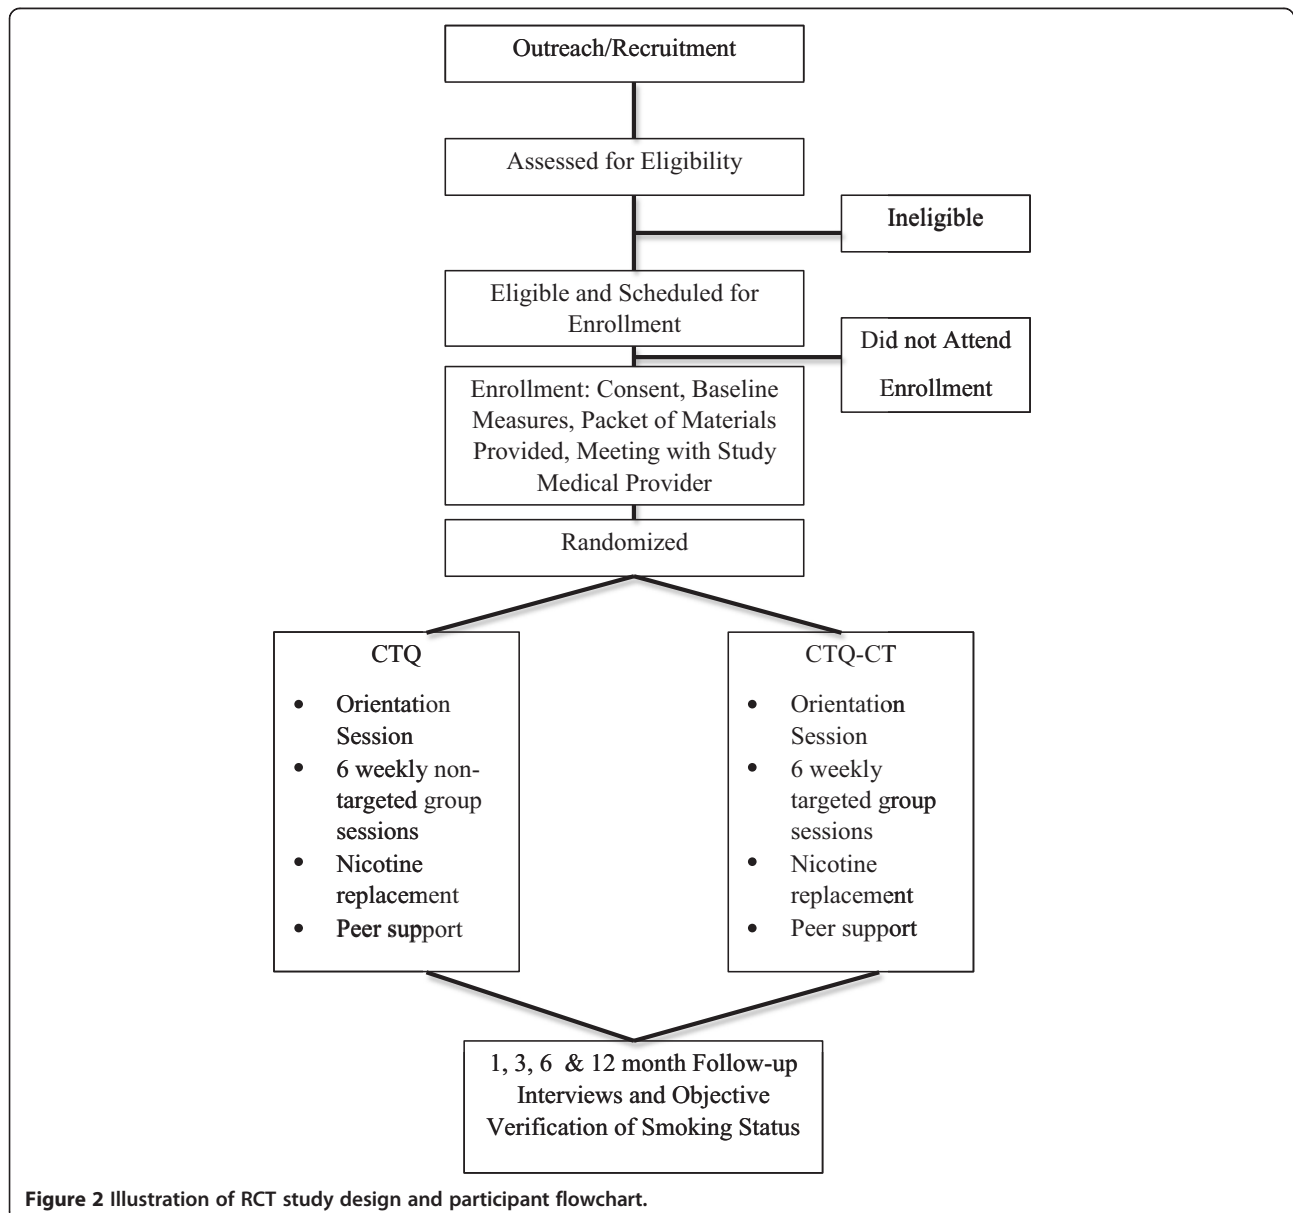 Outreach/Recruitment
Assessed for Eligibility
Ineligible
Eligible and Scheduled for
Enrollment
Did not Attend
Enrollment
Enrollment: Consent, Baseline
Measures, Packet of Materials
Provided, Meeting with Study
Medical Provider
Randomized
CTQ
• Orientation
Session
• 6 weekly non-
targeted group
sessions
• Nicotine
replacement
• Peer support
CTQ-CT
• Orientation
Session
• 6 weekly
targeted group
sessions
• Nicotine
replacement
• Peer support
1, 3, 6 & 12 month Follow-up
Interviews and Objective
Verification of Smoking Status
Figure 2 Illustration of RCT study design and participant flowchart.